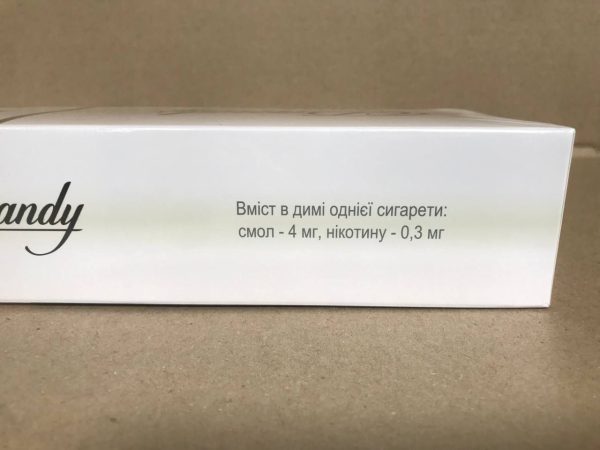 andy
Вміст в димі однієї сигарети:
смол - 4 мг, нікотину - 0,3 мг